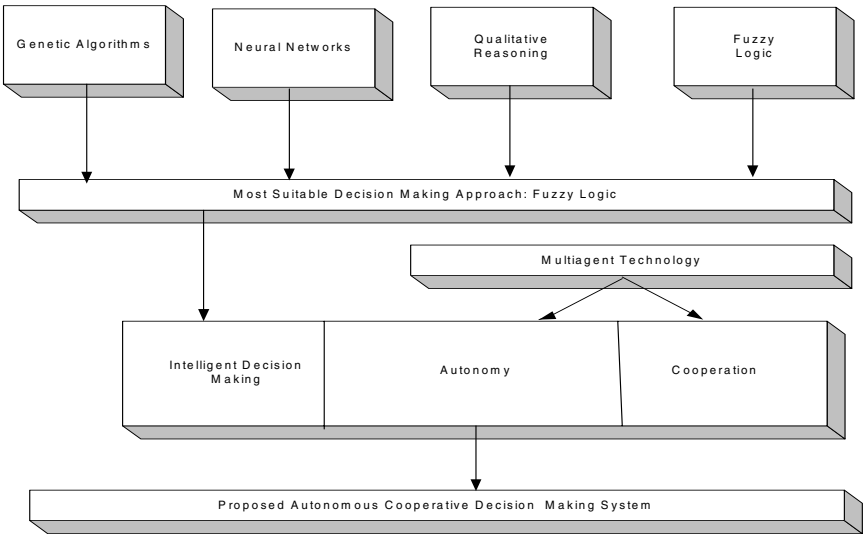 Genetic Algorithms
Neural Networks
Qualitative
Reasoning
Fuzzy
Logic
Most Suitable Decision Making Approach: Fuzzy Logic
Multiagent Technology
Intelligent Decision
Making
Autonomy
Cooperation
Proposed Autonomous Cooperative Decision Making System